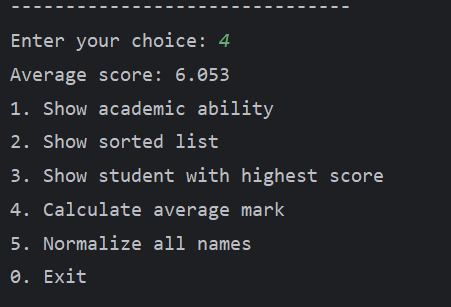 --------------------------------
Enter your choice: 4
Average score: 6.053
1. Show academic ability
2. Show sorted list
3. Show student with highest score
4. Calculate average mark
5. Normalize all names
0. Exit